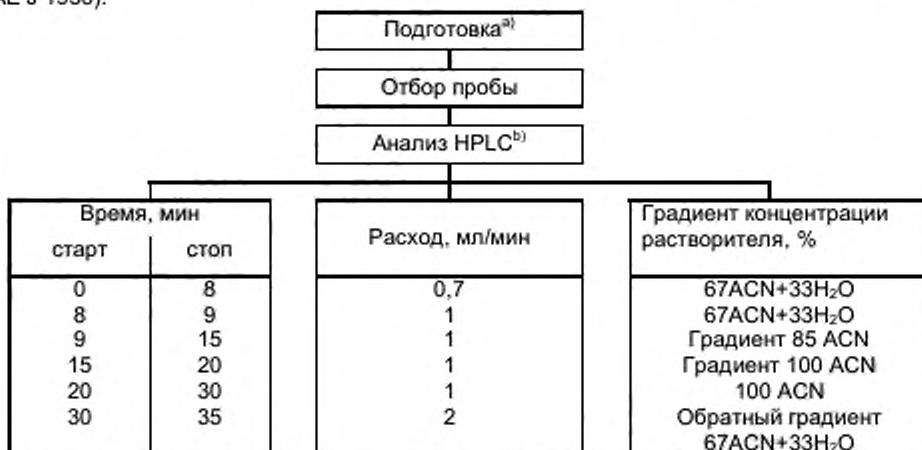 АЕ J 1936).
Подготовка a)
Отбор пробы
Анализ HPLC b)
Время, мин
старт стоп
Расход, мл/мин
Градиент концентрации
растворителя, %
0 8 0,7 67ACN+33H₂O
8 9 1 67ACN+33H₂O
9 15 1 Градиент 85 ACN
15 20 1 Градиент 100 ACN
20 30 1 100 ACN
30 35 2 Обратный градиент
67ACN+33H₂O